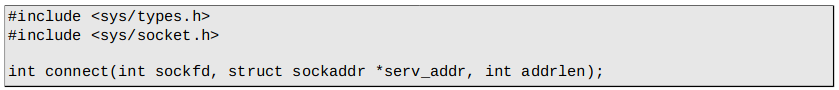 #include <sys/types.h>
#include <sys/socket.h>
int connect(int sockfd, struct sockaddr *serv_addr, int addrlen);